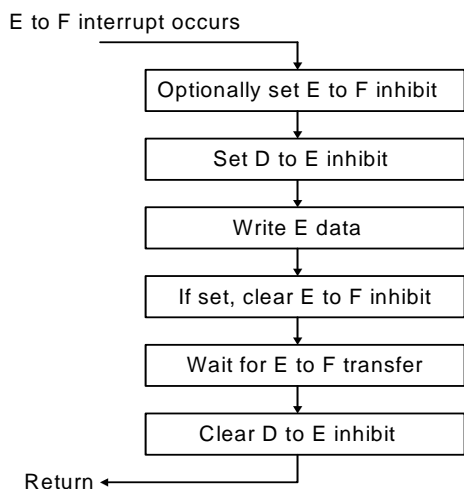 E to F interrupt occurs
Optionally set E to F inhibit
Set D to E inhibit
Write E data
If set, clear E to F inhibit
Wait for E to F transfer
Clear D to E inhibit
Return